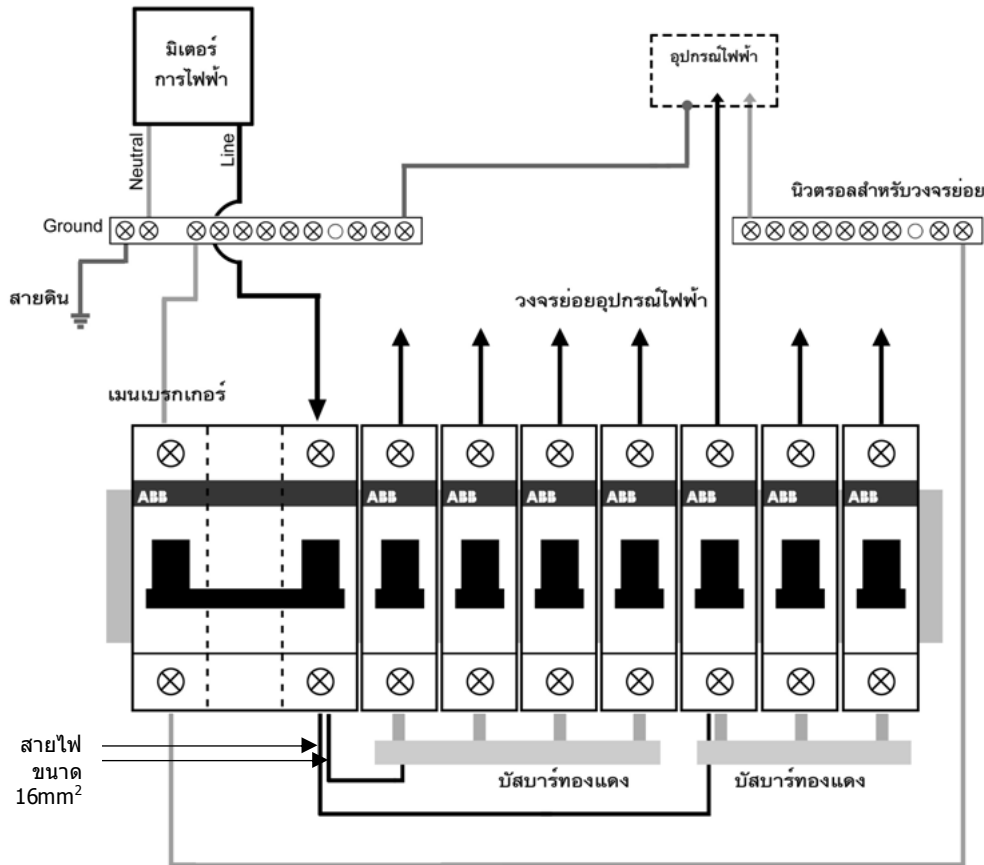 มิเตอร์
การไฟฟ้า
อุปกรณ์ไฟฟ้า
Neutral
Line
นิวตรอลสำหรับวงจรย่อย
Ground
สายดิน
วงจรย่อยอุปกรณ์ไฟฟ้า
เมนเบรกเกอร์
ABB
ABB
ABB
ABB
ABB
ABB
ABB
ABB
สายไฟ
ขนาด
16mm²
บัสบาร์ทองแดง
บัสบาร์ทองแดง